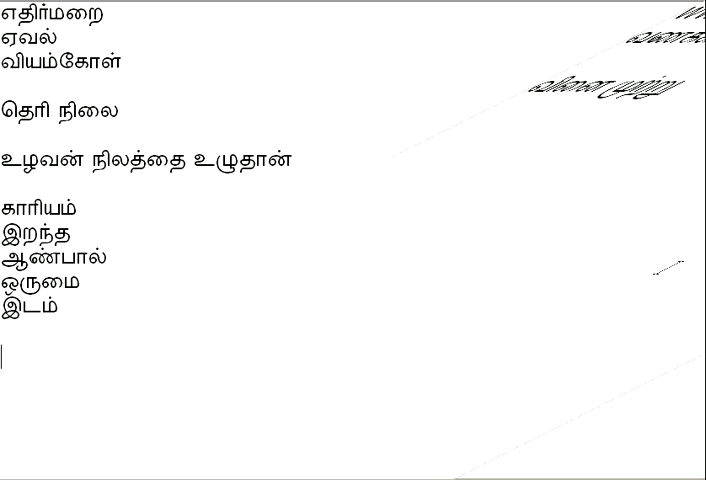 எதிர்மறை
ஏவல்
வியம்கோள்
தெரி நிலை
உழவன் நிலத்தை உழுதான்
காரியம்
இறந்த
ஆண்பால்
ஒருமை
இடம்
வினை முற்று